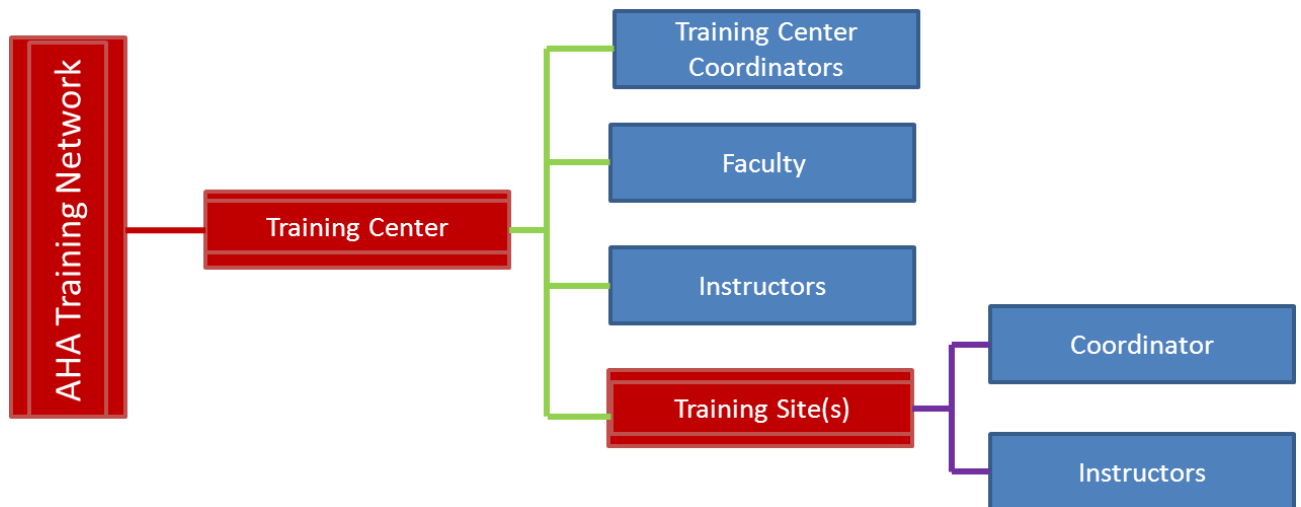 AHA Training Network
Training Center
Training Center
Coordinators
Faculty
Instructors
Training Site(s)
Coordinator
Instructors